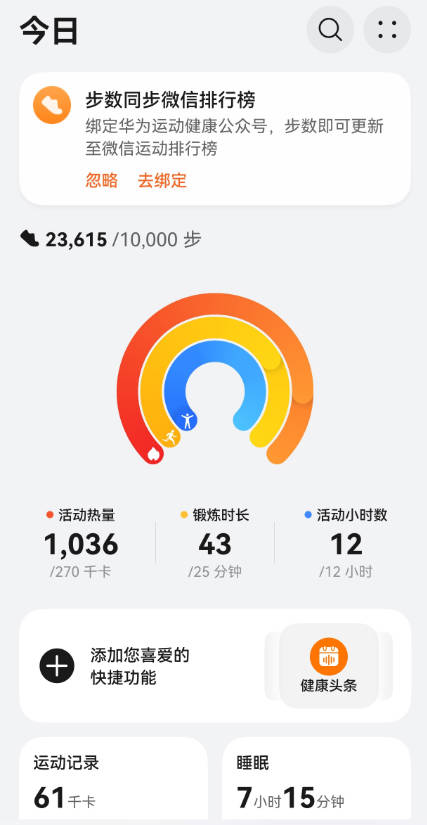 今日
步数同步微信排行榜
绑定华为运动健康公众号，步数即可更新
至微信运动排行榜
忽略 去绑定
23,615 /10,000 步
活动热量 锻炼时长 活动小时数
1,036 43 12
/270 千卡 /25 分钟 /12 小时
添加您喜爱的
快捷功能
健康头条
运动记录 睡眠
61千卡 7小时15分钟